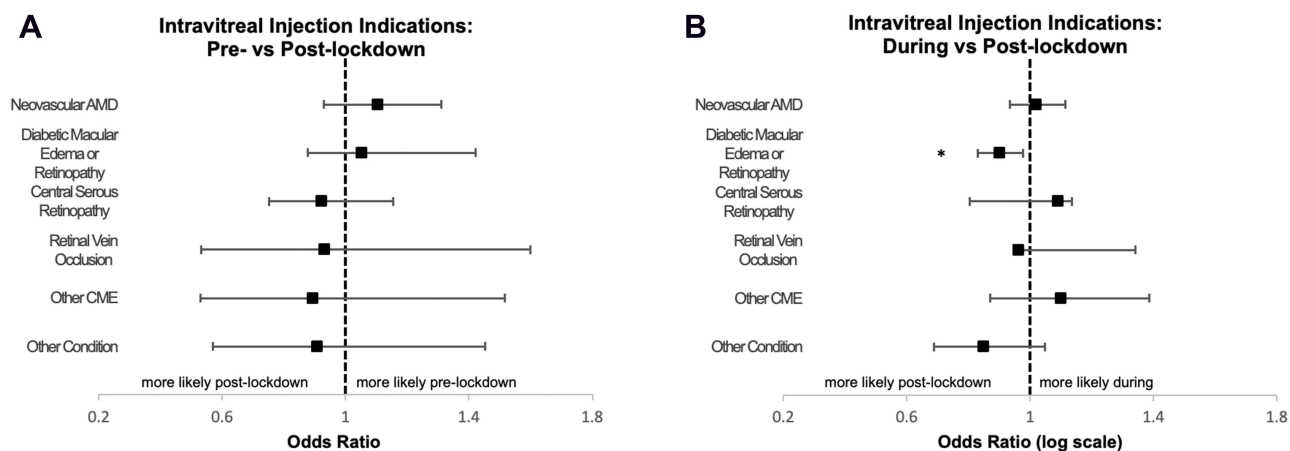 A
Intravitreal Injection Indications:
Pre- vs Post-lockdown
Neovascular AMD
Diabetic Macular
Edema or
Retinopathy
Central Serous
Retinopathy
Retinal Vein
Occlusion
Other CME
Other Condition
more likely post-lockdown
more likely pre-lockdown
0.2
0.6
1
1.4
1.8
Odds Ratio
B
Intravitreal Injection Indications:
During vs Post-lockdown
Neovascular AMD
Diabetic Macular
Edema or
Retinopathy
*
Central Serous
Retinopathy
Retinal Vein
Occlusion
Other CME
Other Condition
more likely post-lockdown
more likely during
0.2
0.6
1
1.4
1.8
Odds Ratio (log scale)